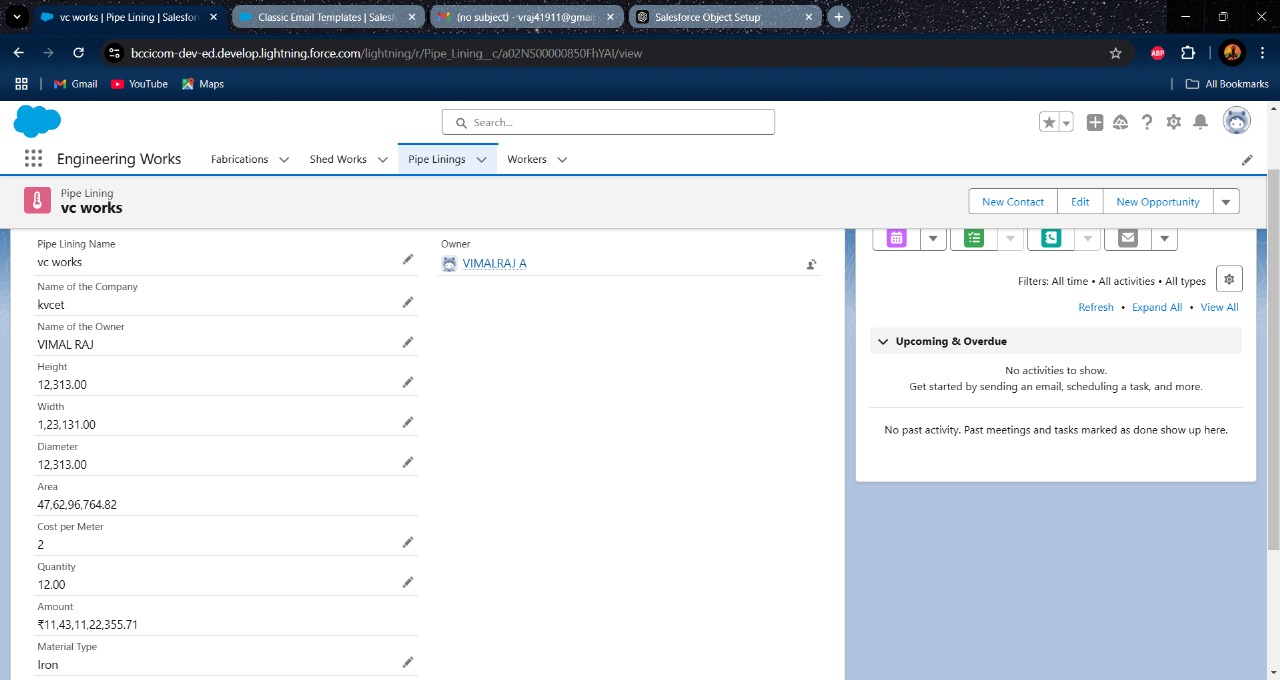 vc works | Pipe Lining | Salesfor
Classic Email Templates | Salesf
(no subject) - vraj41911@gmai
Salesforce Object Setup
bccicom-dev-ed.develop.lightning.force.com/lightning/r/Pipe_Lining__c/a02NS00000850FhYAI/view
ABP
Gmail
YouTube
Maps
All Bookmarks
Search...
Engineering Works
Fabrications
Shed Works
Pipe Linings
Workers
Pipe Lining
vc works
New Contact
Edit
New Opportunity
Pipe Lining Name
vc works
Owner
VIMALRAJ A
Name of the Company
kvcet
Name of the Owner
VIMAL RAJ
Height
12,313.00
Width
1,23,131.00
Diameter
12,313.00
Area
47,62,96,764.82
Cost per Meter
2
Quantity
12.00
Amount
₹11,43,11,22,355.71
Material Type
Iron
Filters: All time • All activities • All types
Refresh • Expand All • View All
Upcoming & Overdue
No activities to show.
Get started by sending an email, scheduling a task, and more.
No past activity. Past meetings and tasks marked as done show up here.